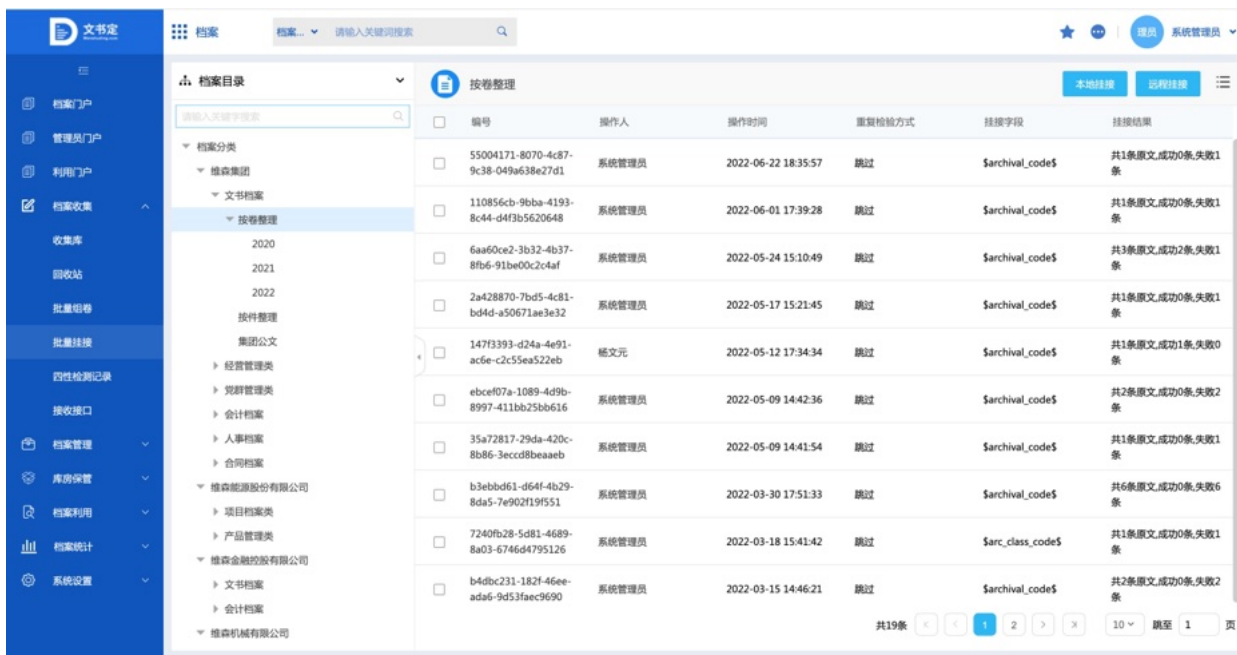 文书定
档案
档案...
请输入关键词搜索
理员
系统管理员
档案门户
管理员门户
利用门户
档案收集
收集库
回收站
批量组卷
批量挂接
四性检测记录
接收接口
档案管理
库房保管
档案利用
档案统计
系统设置
档案目录
请输入关键字搜索
档案分类
维森集团
文书档案
按卷整理
2020
2021
2022
按件整理
集团公文
经营管理类
党群管理类
会计档案
人事档案
合同档案
维森能源股份有限公司
项目档案类
产品管理类
维森金融控股有限公司
文书档案
会计档案
维森机械有限公司
按卷整理
本地挂接
远程挂接
编号 操作人 操作时间 重复检验方式 挂接字段 挂接结果
55004171-8070-4c87- 系统管理员 2022-06-22 18:35:57 跳过 $archival_code$ 共1条原文,成功0条,失败1
9c38-049a638e27d1 条
110856cb-9bba-4193- 系统管理员 2022-06-01 17:39:28 跳过 $archival_code$ 共1条原文,成功0条,失败1
8c44-d4f3b5620648 条
6aa60ce2-3b32-4b37- 系统管理员 2022-05-24 15:10:49 跳过 $archival_code$ 共3条原文,成功2条,失败1
8fb6-91be00c2c4af 条
2a428870-7bd5-4c81- 系统管理员 2022-05-17 15:21:45 跳过 $archival_code$ 共1条原文,成功0条,失败1
bd4d-a50671ae3e32 条
147f3393-d24a-4e91- 杨文元 2022-05-12 17:34:34 跳过 $archival_code$ 共1条原文,成功1条,失败0
ac6e-c2c55ea522eb 条
ebcef07a-1089-4d9b- 系统管理员 2022-05-09 14:42:36 跳过 $archival_code$ 共2条原文,成功0条,失败2
8997-411bb25bb616 条
35a72817-29da-420c- 系统管理员 2022-05-09 14:41:54 跳过 $archival_code$ 共1条原文,成功0条,失败1
8b86-3eccd8beaaeb 条
b3ebbd61-d64f-4b29- 系统管理员 2022-03-30 17:51:33 跳过 $archival_code$ 共6条原文,成功0条,失败6
8da5-7e902f19f551 条
7240fb28-5d81-4689- 系统管理员 2022-03-18 15:41:42 跳过 $arc_class_code$ 共1条原文,成功0条,失败1
8a03-6746d4795126 条
b4dbc231-182f-46ee- 系统管理员 2022-03-15 14:46:21 跳过 $archival_code$ 共2条原文,成功0条,失败2
ada6-9d53faec9690 条
共19条 1 2 10 跳至 1 页